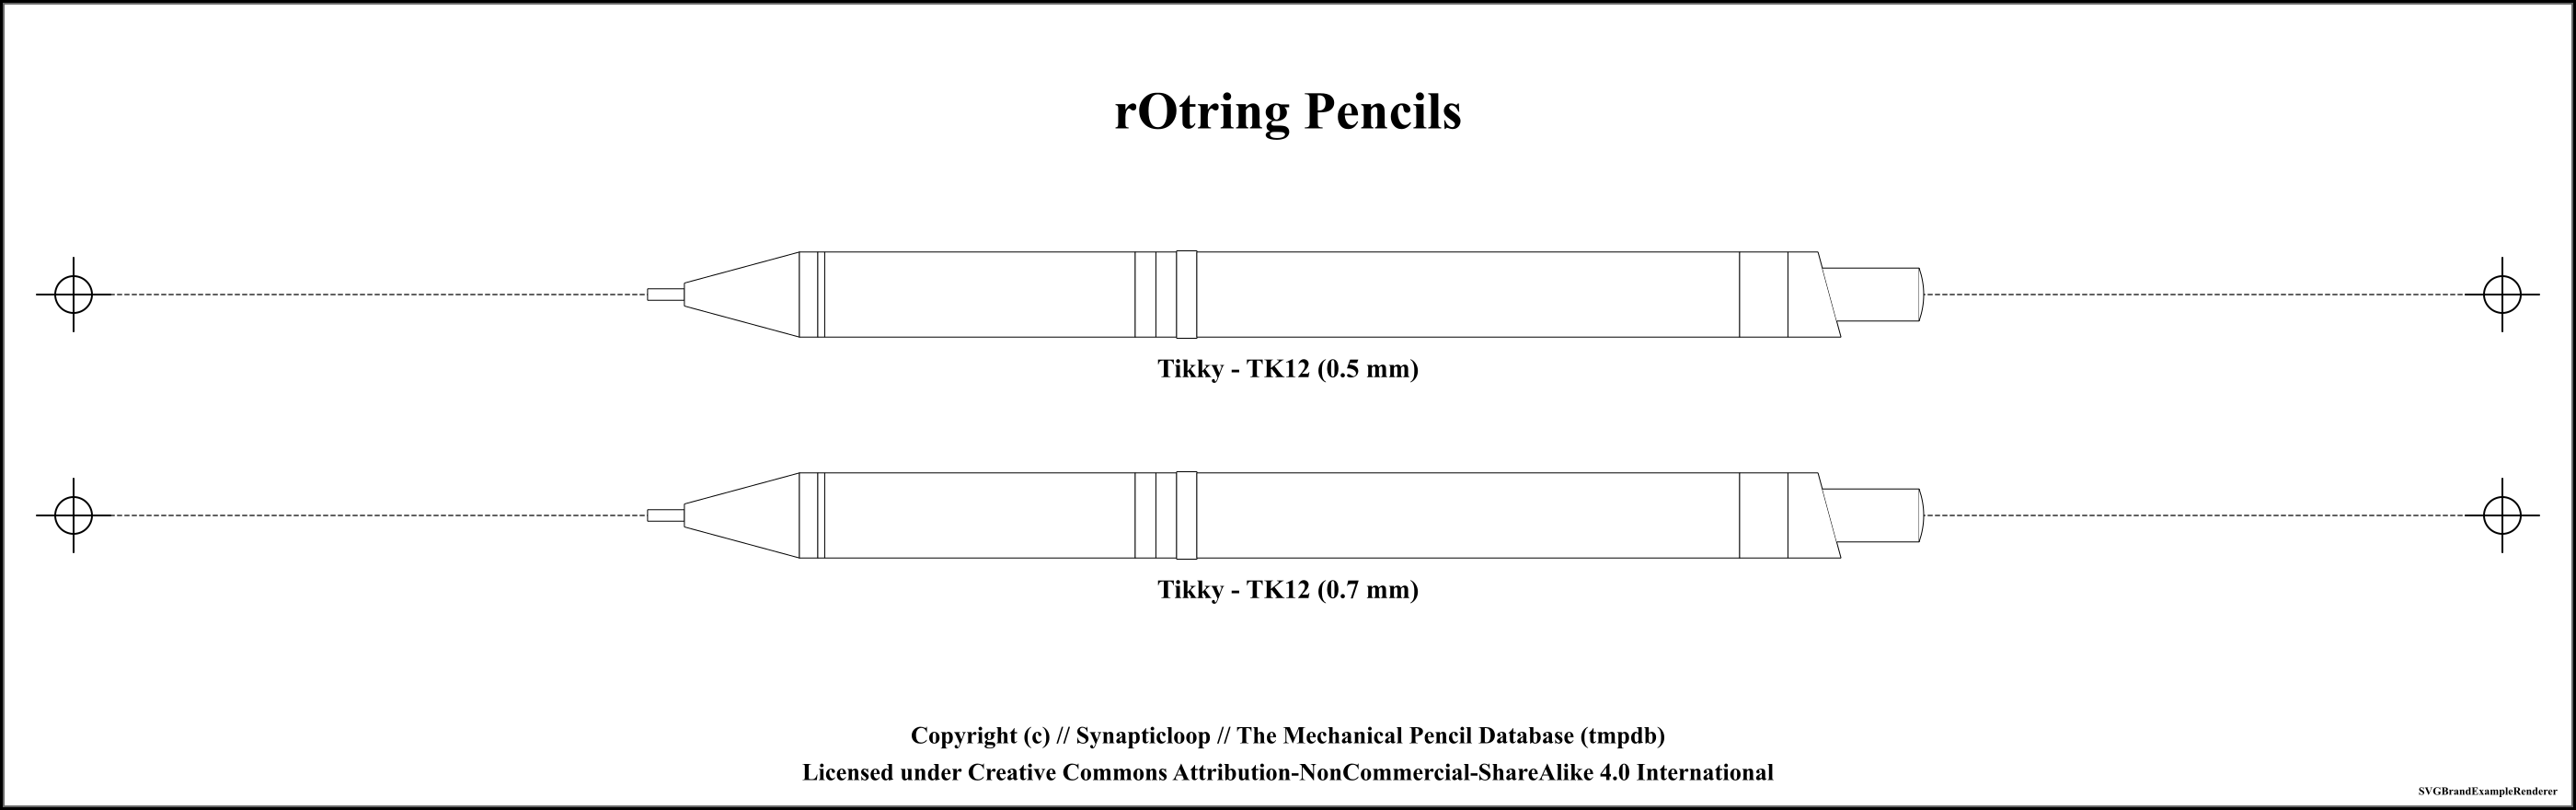 rOtring Pencils
Tikky - TK12 (0.5 mm)
Tikky - TK12 (0.7 mm)
Copyright (c) // Synapticloop // The Mechanical Pencil Database (tmpdb)
Licensed under Creative Commons Attribution-NonCommercial-ShareAlike 4.0 International
SVGBrandExampleRenderer